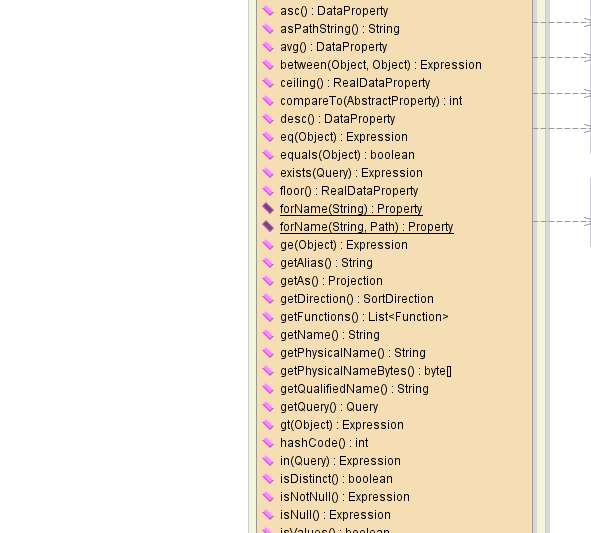 asc() : DataProperty
asPathString() : String
avg() : DataProperty
between(Object, Object) : Expression
ceiling() : RealDataProperty
compareTo(AbstractProperty) : int
desc() : DataProperty
eq(Object) : Expression
equals(Object) : boolean
exists(Query) : Expression
floor() : RealDataProperty
forName(String) : Property
forName(String, Path) : Property
ge(Object) : Expression
getAlias() : String
getAs() : Projection
getDirection() : SortDirection
getFunctions() : List<Function>
getName() : String
getPhysicalName() : String
getPhysicalNameBytes() : byte[]
getQualifiedName() : String
getQuery() : Query
gt(Object) : Expression
hashCode() : int
in(Query) : Expression
isDistinct() : boolean
isNotNull() : Expression
isNull() : Expression
isValues() : boolean